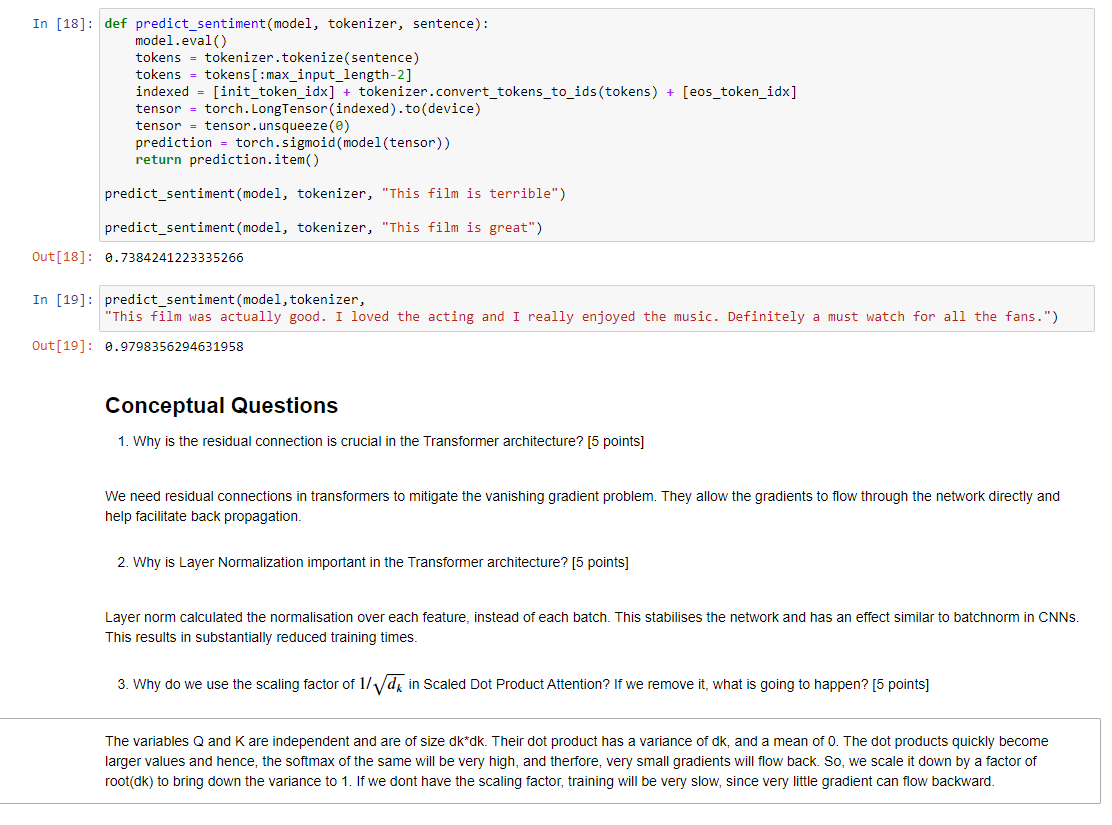 In [18]: def predict_sentiment(model, tokenizer, sentence):
    model.eval()
    tokens = tokenizer.tokenize(sentence)
    tokens = tokens[:max_input_length-2]
    indexed = [init_token_idx] + tokenizer.convert_tokens_to_ids(tokens) + [eos_token_idx]
    tensor = torch.LongTensor(indexed).to(device)
    tensor = tensor.unsqueeze(0)
    prediction = torch.sigmoid(model(tensor))
    return prediction.item()
predict_sentiment(model, tokenizer, "This film is terrible")
predict_sentiment(model, tokenizer, "This film is great")
Out[18]: 0.7384241223335266
In [19]: predict_sentiment(model,tokenizer,
"This film was actually good. I loved the acting and I really enjoyed the music. Definitely a must watch for all the fans.")
Out[19]: 0.9798356294631958
Conceptual Questions
1. Why is the residual connection is crucial in the Transformer architecture? [5 points]
We need residual connections in transformers to mitigate the vanishing gradient problem. They allow the gradients to flow through the network directly and
help facilitate back propagation.
2. Why is Layer Normalization important in the Transformer architecture? [5 points]
Layer norm calculated the normalisation over each feature, instead of each batch. This stabilises the network and has an effect similar to batchnorm in CNNs.
This results in substantially reduced training times.
3. Why do we use the scaling factor of 1/√dₖ in Scaled Dot Product Attention? If we remove it, what is going to happen? [5 points]
The variables Q and K are independent and are of size dk*dk. Their dot product has a variance of dk, and a mean of 0. The dot products quickly become
larger values and hence, the softmax of the same will be very high, and therfore, very small gradients will flow back. So, we scale it down by a factor of
root(dk) to bring down the variance to 1. If we dont have the scaling factor, training will be very slow, since very little gradient can flow backward.